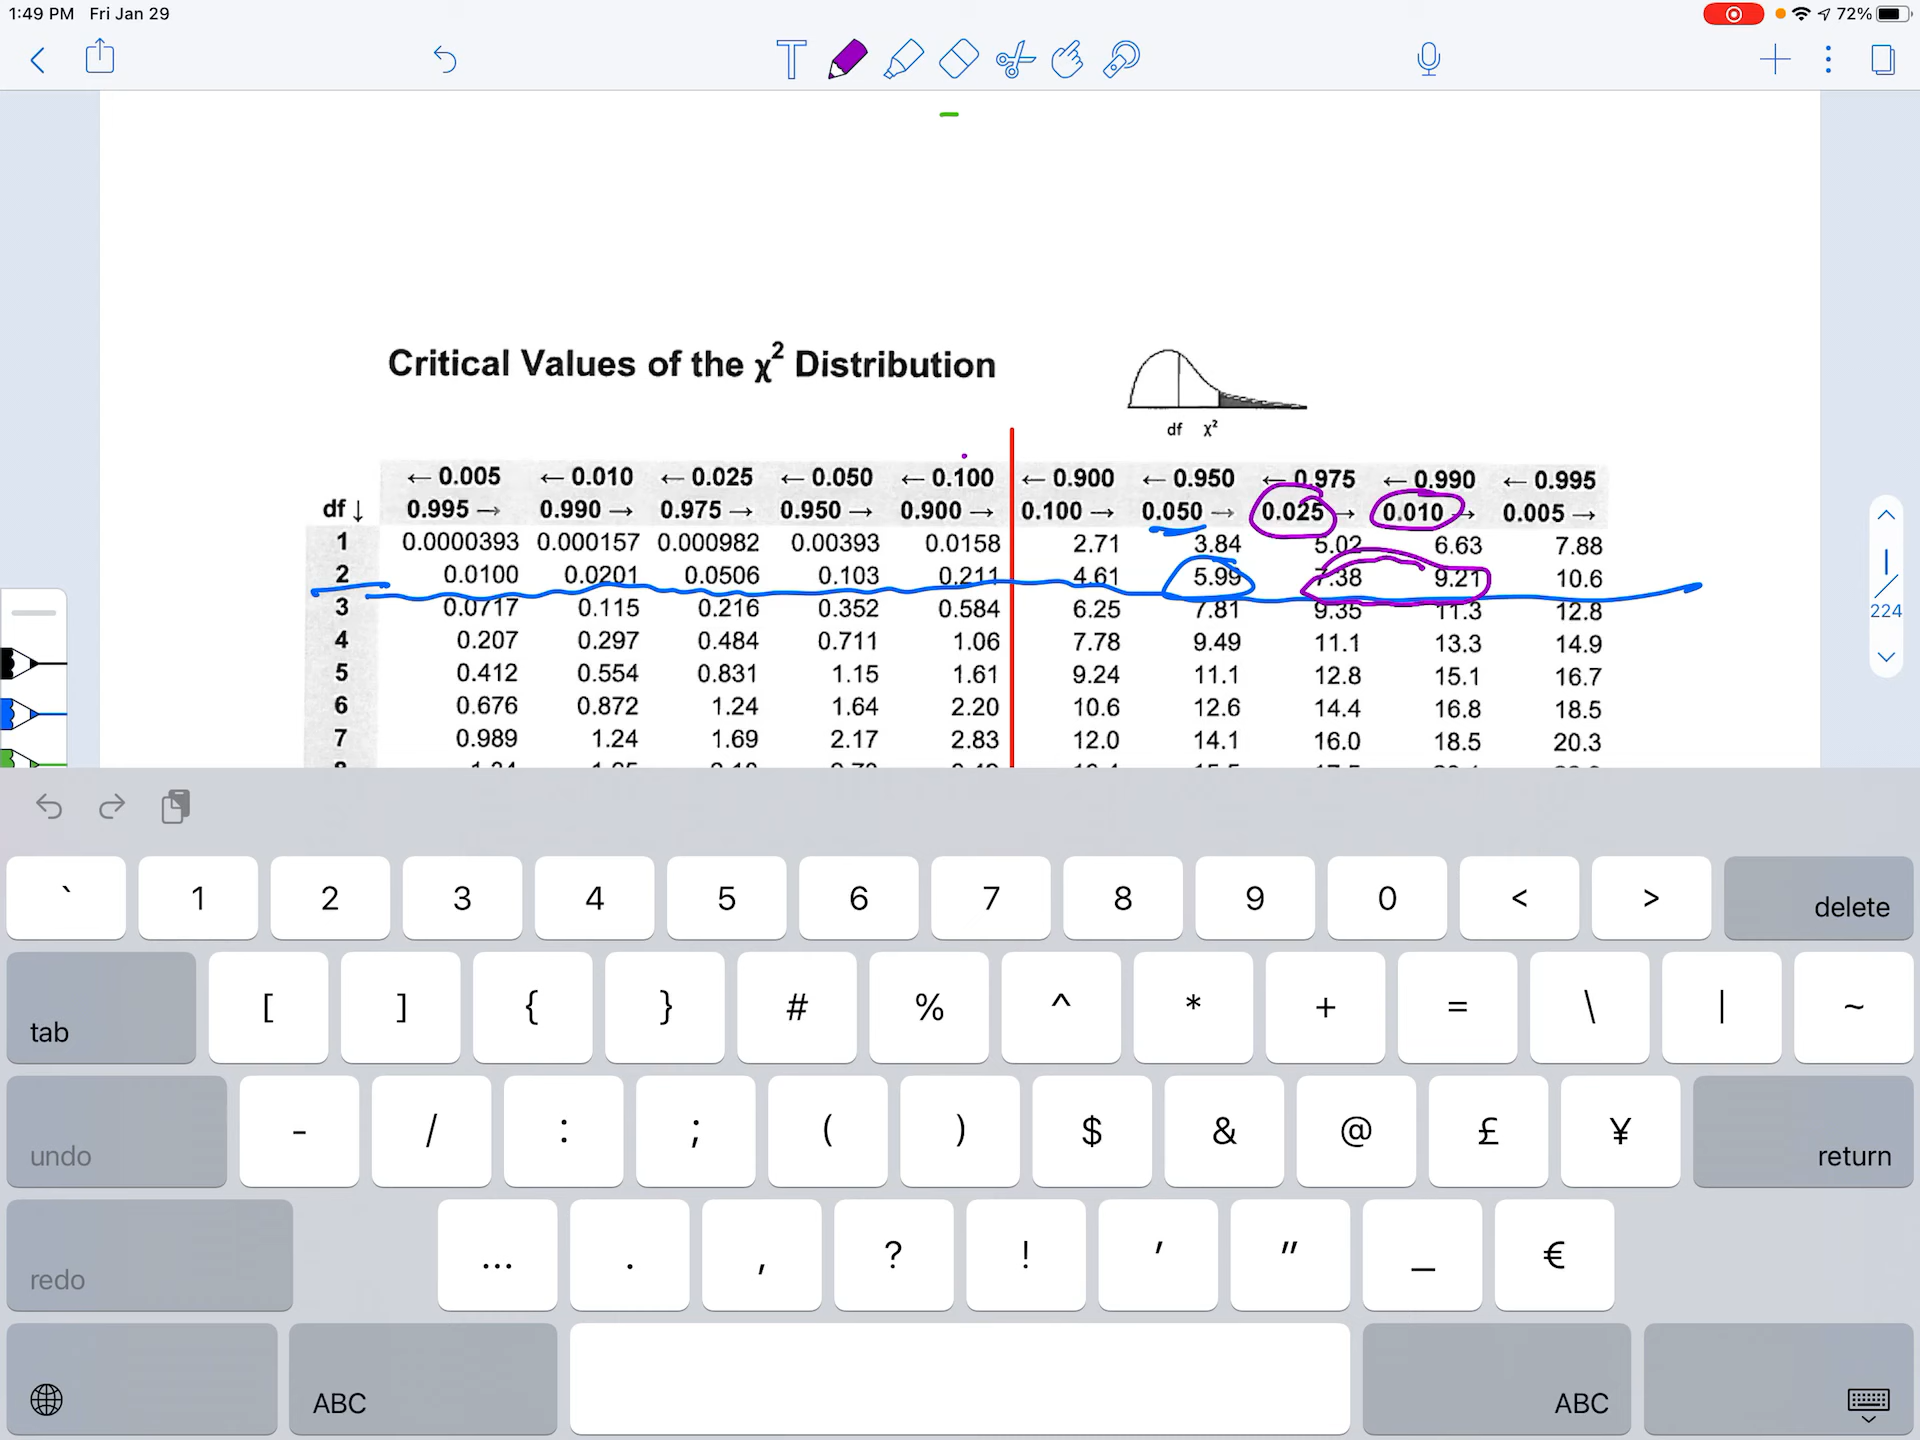 1:49 PM Fri Jan 29
72%
T
Critical Values of the χ² Distribution
df χ²
← 0.005 ← 0.010 ← 0.025 ← 0.050 ← 0.100 ← 0.900 ← 0.950 ← 0.975 ← 0.990 ← 0.995
df ↓ 0.995 → 0.990 → 0.975 → 0.950 → 0.900 → 0.100 → 0.050 → 0.025 → 0.010 → 0.005 →
1 0.0000393 0.000157 0.000982 0.00393 0.0158 2.71 3.84 5.02 6.63 7.88
2 0.0100 0.0201 0.0506 0.103 0.211 4.61 5.99 7.38 9.21 10.6
3 0.0717 0.115 0.216 0.352 0.584 6.25 7.81 9.35 11.3 12.8
4 0.207 0.297 0.484 0.711 1.06 7.78 9.49 11.1 13.3 14.9
5 0.412 0.554 0.831 1.15 1.61 9.24 11.1 12.8 15.1 16.7
6 0.676 0.872 1.24 1.64 2.20 10.6 12.6 14.4 16.8 18.5
7 0.989 1.24 1.69 2.17 2.83 12.0 14.1 16.0 18.5 20.3
224
` 1 2 3 4 5 6 7 8 9 0 < > delete
tab [ ] { } # % ^ * + = \ | ~
undo - / : ; ( ) $ & @ £ ¥ return
redo … . , ? ! ' " _ €
ABC ABC